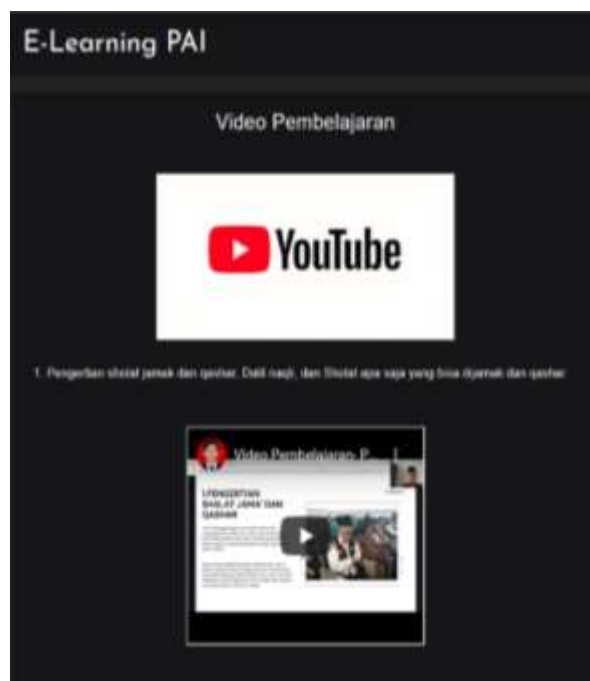 E-Learning PAI
Video Pembelajaran
YouTube
1. Pengertian sholat jamak dan qashar, Dalil naqli, dan Sholat apa saja yang bisa dijamak dan qashar
Video Pembelajaran- P...
1.PENGERTIAN
SHALAT JAMA' DAN
QASHAR